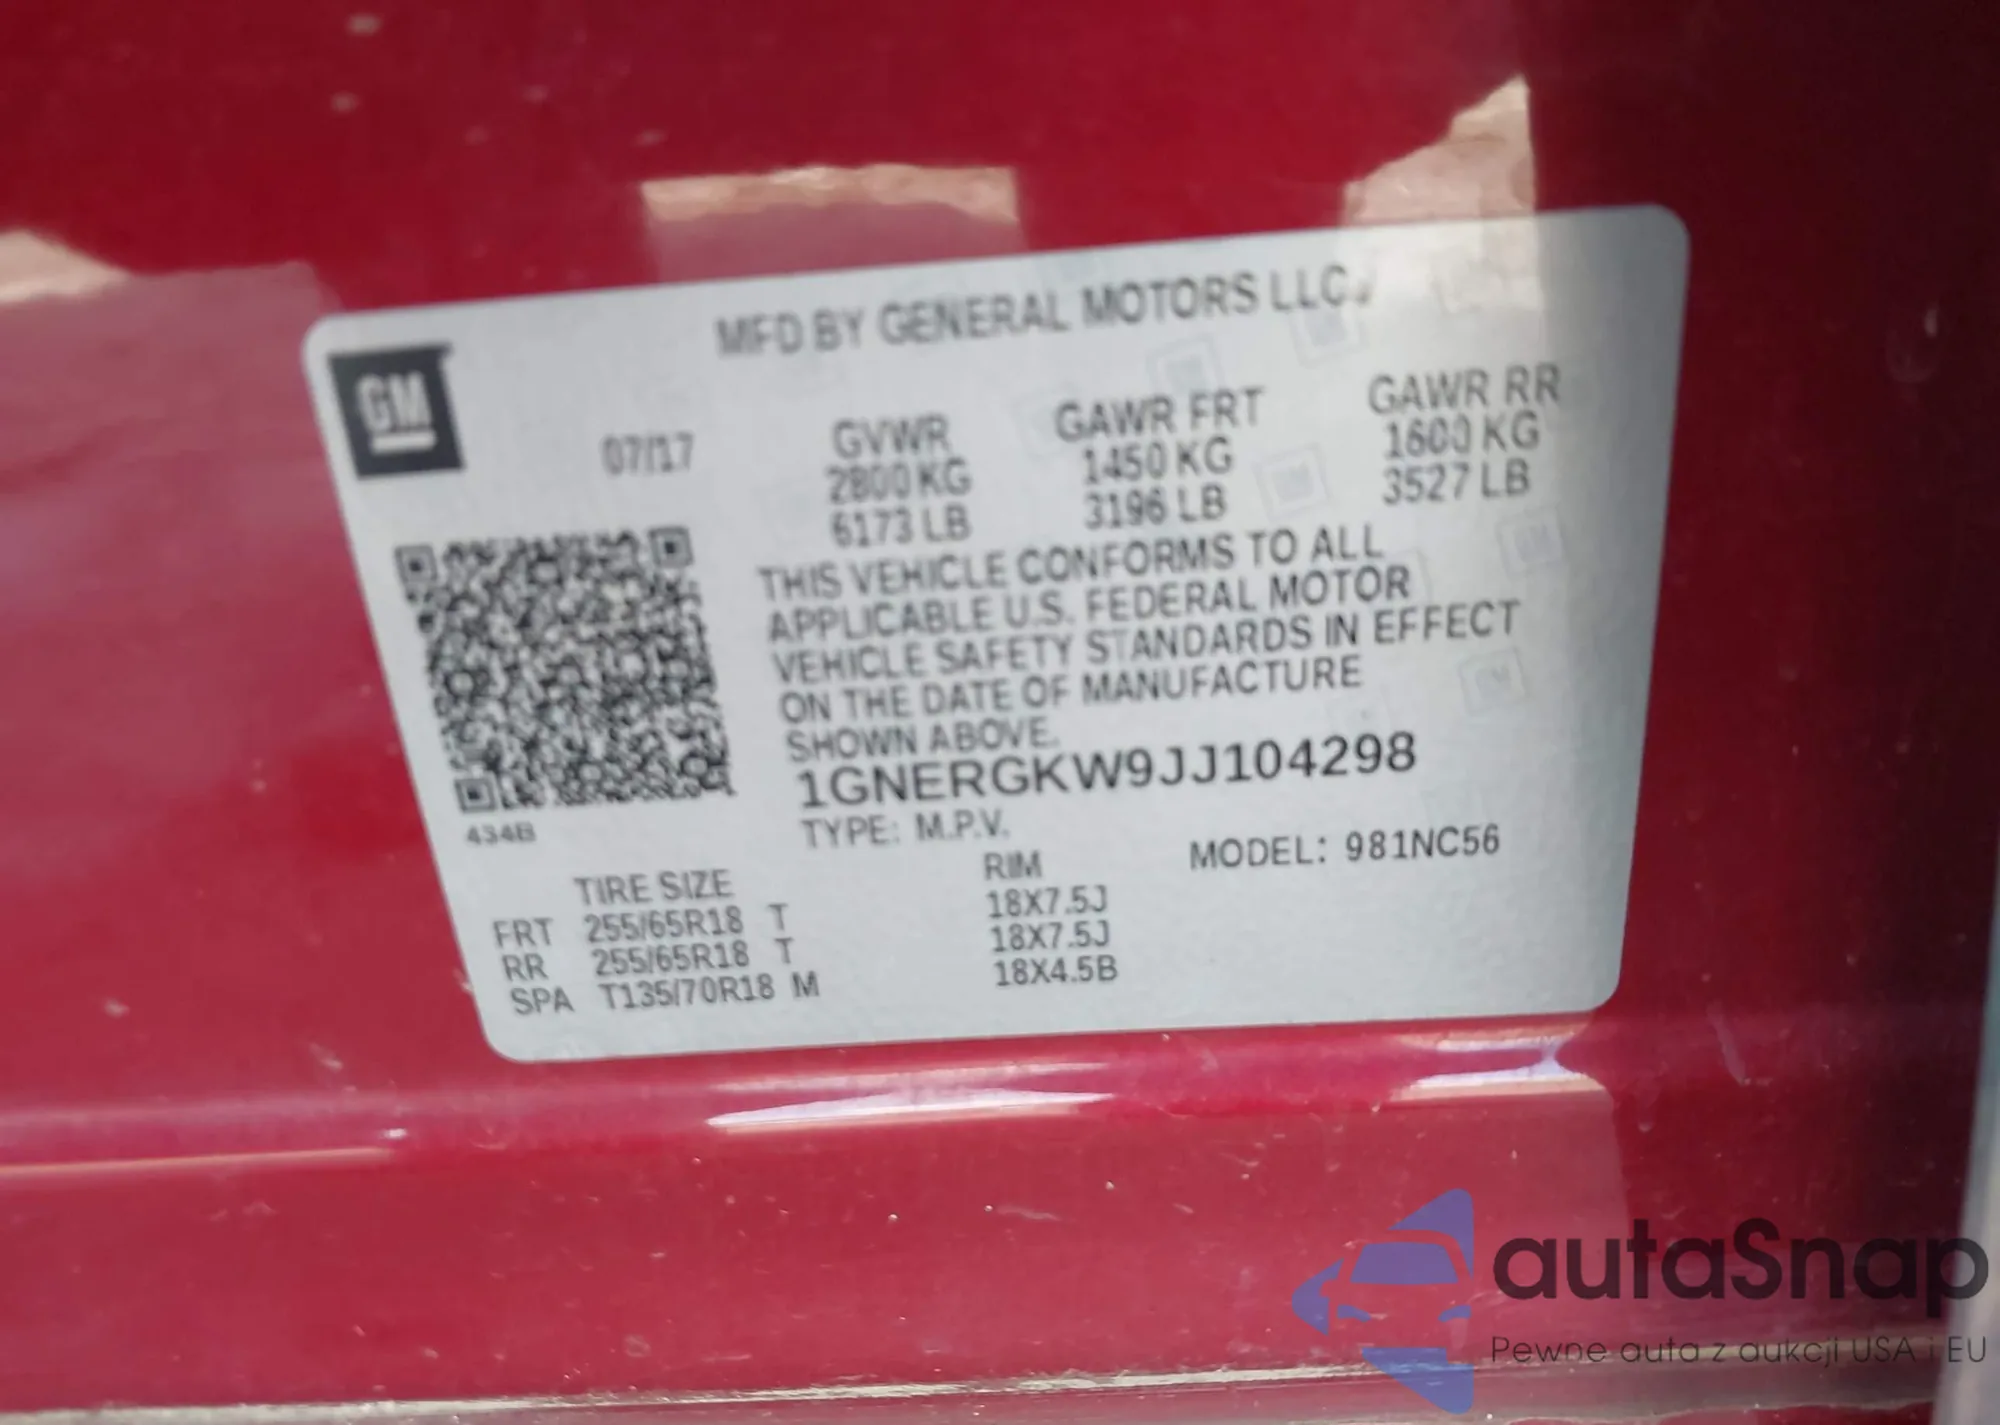 MFD BY GENERAL MOTORS LLC
GM
07/17
GVWR
2800 KG
6173 LB
GAWR FRT
1450 KG
3196 LB
GAWR RR
1600 KG
3527 LB
THIS VEHICLE CONFORMS TO ALL
APPLICABLE U.S. FEDERAL MOTOR
VEHICLE SAFETY STANDARDS IN EFFECT
ON THE DATE OF MANUFACTURE
SHOWN ABOVE.
1GNERGKW9JJ104298
434B
TYPE: M.P.V.
MODEL: 981NC56
TIRE SIZE RIM
FRT 255/65R18 T 18X7.5J
RR 255/65R18 T 18X7.5J
SPA T135/70R18 M 18X4.5B
autaSnap
Pewne auta z aukcji USA i EU